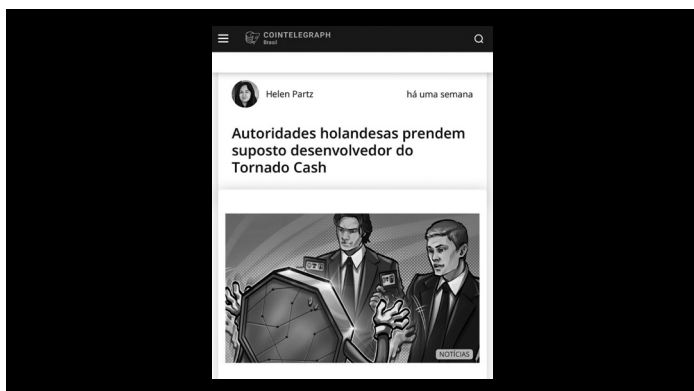 COINTELEGRAPH
Brasil
Helen Partz
há uma semana
Autoridades holandesas prendem
suposto desenvolvedor do
Tornado Cash
NOTÍCIAS